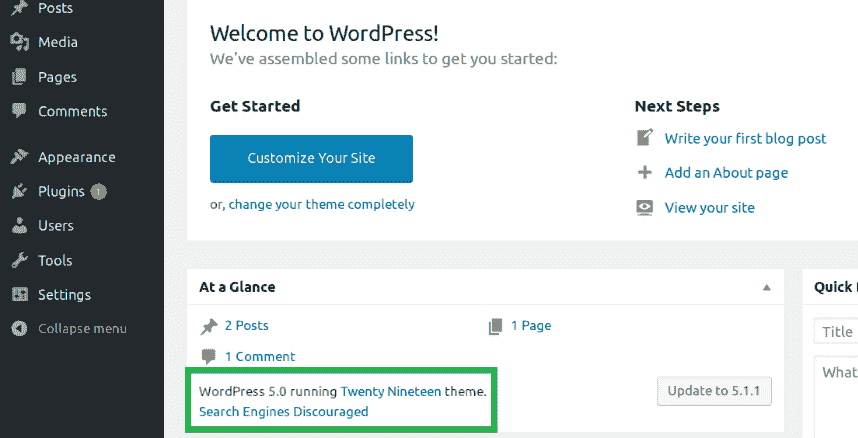 Posts
Media
Pages
Comments
Appearance
Plugins 1
Users
Tools
Settings
Collapse menu
Welcome to WordPress!
We've assembled some links to get you started:
Get Started
Customize Your Site
or, change your theme completely
Next Steps
Write your first blog post
Add an About page
View your site
At a Glance
2 Posts
1 Page
1 Comment
WordPress 5.0 running Twenty Nineteen theme.
Update to 5.1.1
Search Engines Discouraged
Quick
Title
What